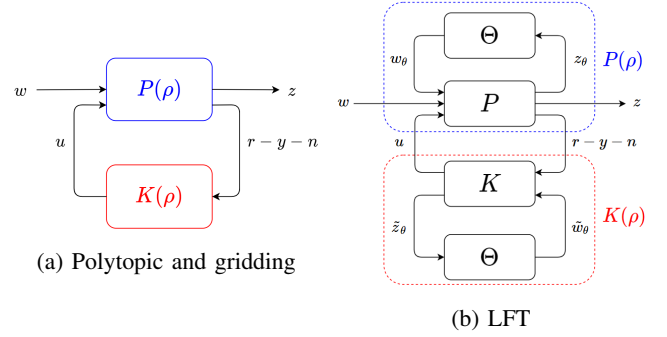 w
P(ρ)
z
u
r − y − n
K(ρ)
(a) Polytopic and gridding
Θ
w_θ
z_θ
P(ρ)
w
P
z
u
r − y − n
K
K(ρ)
z̃_θ
w̃_θ
Θ
(b) LFT